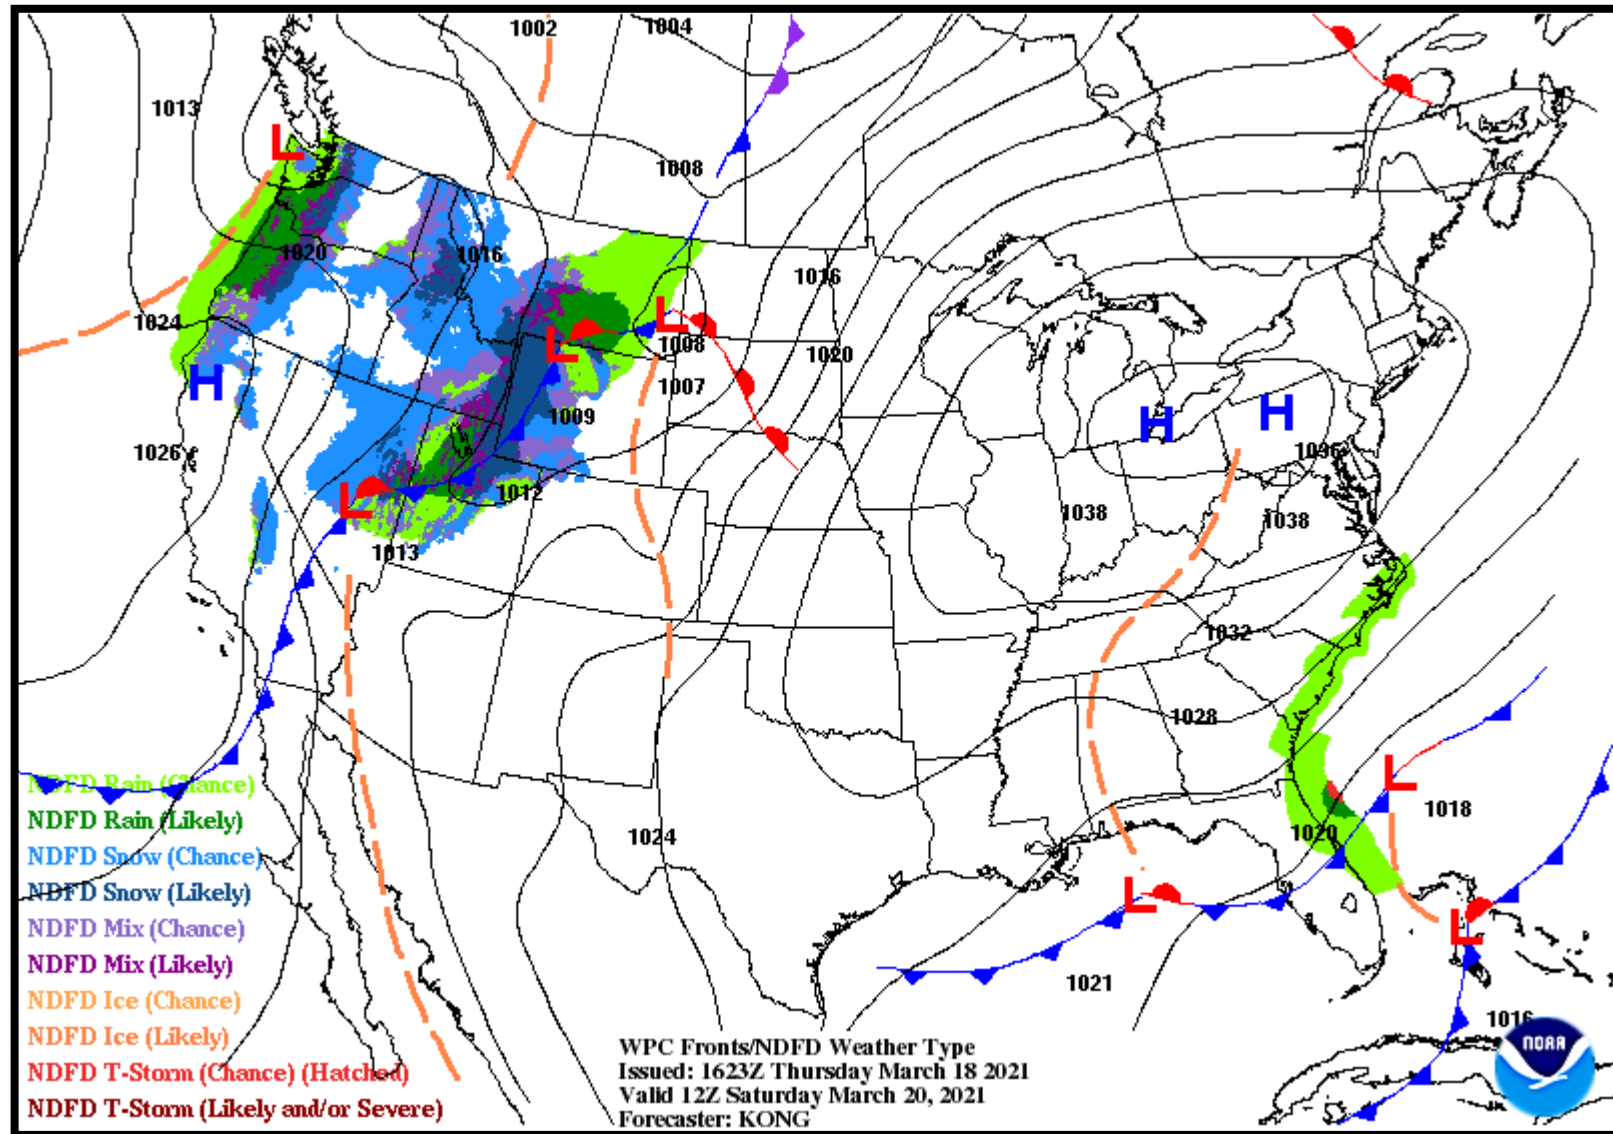 1002
1004
1013
L
1008
1020
1016
1016
1024
L
L
1008
1020
H
1007
1009
H
H
1026
L
1012
1038
1038
1013
1032
1028
NDFD Rain (Chance)
L
1018
NDFD Rain (Likely)
1024
1020
NDFD Snow (Chance)
NDFD Snow (Likely)
L
L
NDFD Mix (Chance)
NDFD Mix (Likely)
1021
NDFD Ice (Chance)
1016
NDFD Ice (Likely)
NOAA
WPC Fronts/NDFD Weather Type
Issued: 1623Z Thursday March 18 2021
NDFD T-Storm (Chance) (Hatched)
Valid 12Z Saturday March 20, 2021
NDFD T-Storm (Likely and/or Severe)
Forecaster: KONG